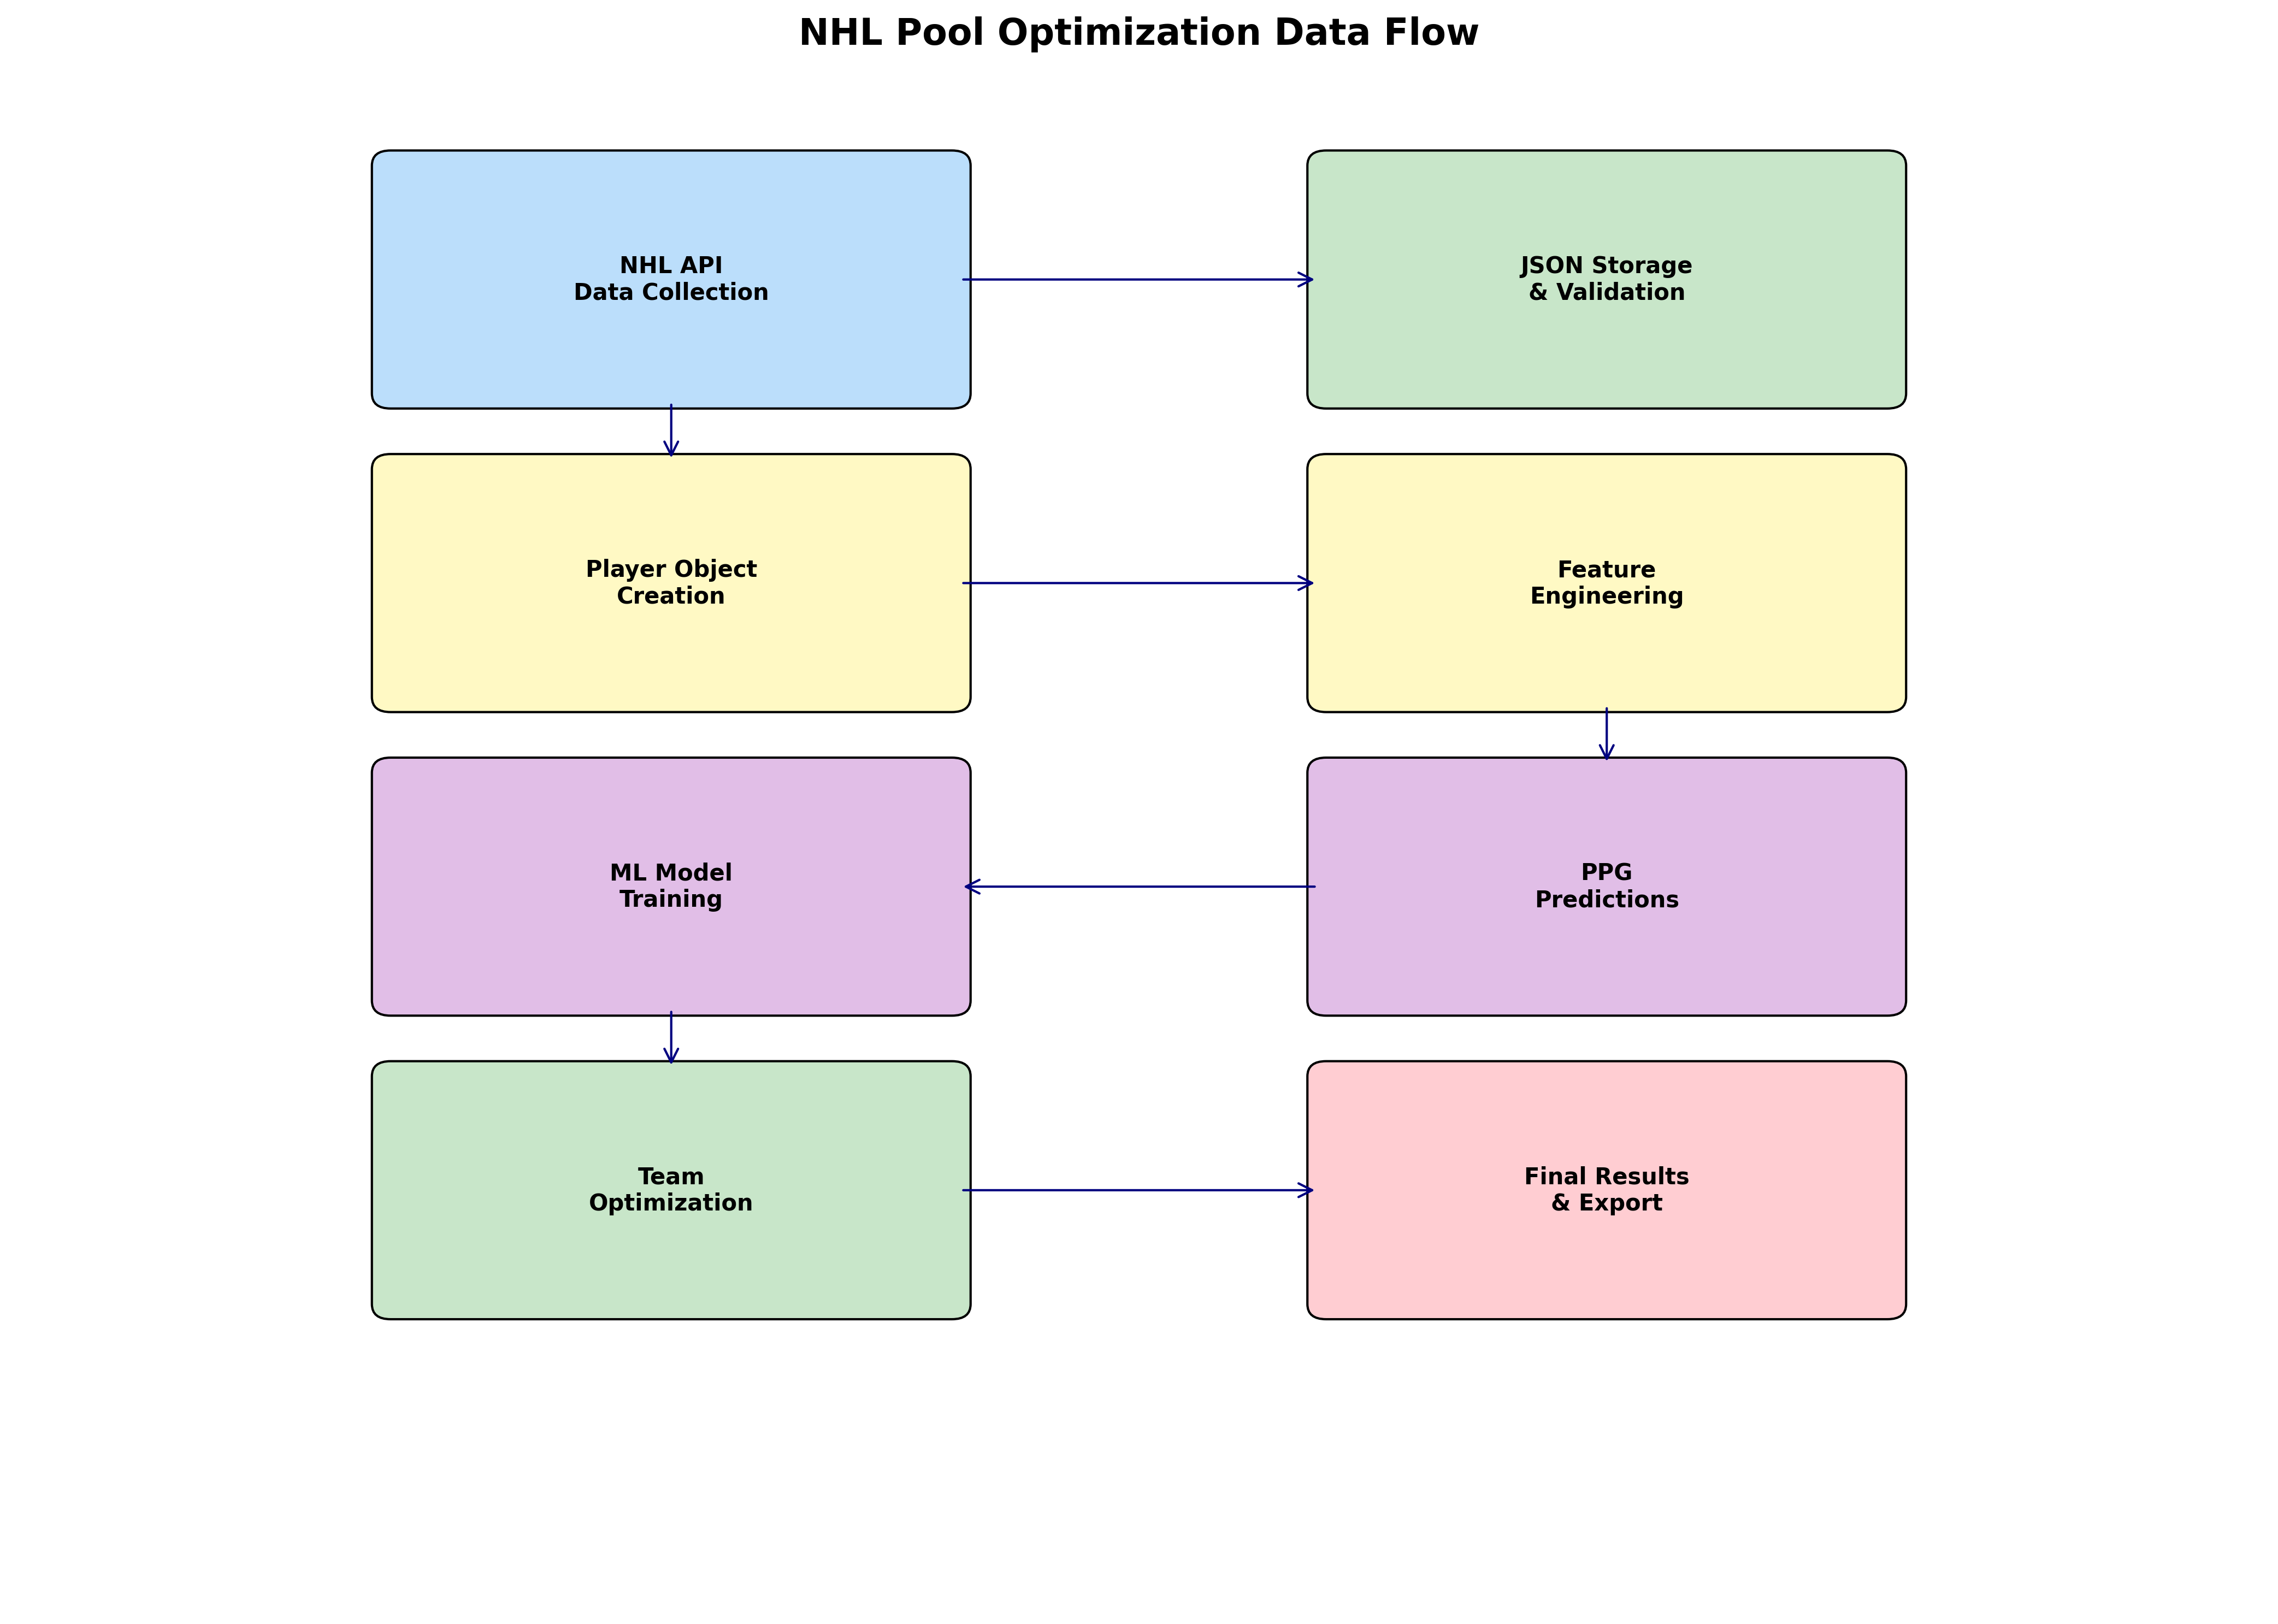 NHL Pool Optimization Data Flow
NHL API
Data Collection
JSON Storage
& Validation
Player Object
Creation
Feature
Engineering
ML Model
Training
PPG
Predictions
Team
Optimization
Final Results
& Export